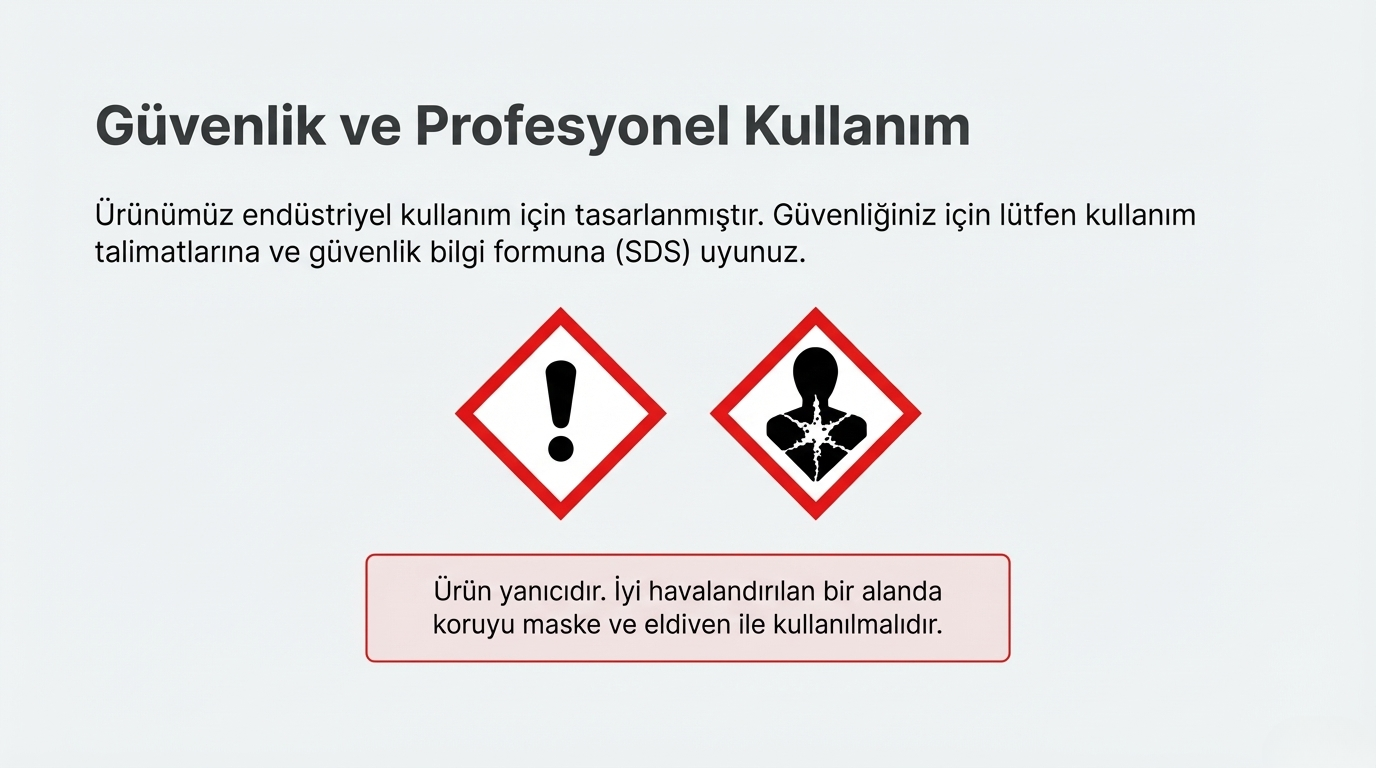 Güvenlik ve Profesyonel Kullanım
Ürünümüz endüstriyel kullanım için tasarlanmıştır. Güvenliğiniz için lütfen kullanım
talimatlarına ve güvenlik bilgi formuna (SDS) uyunuz.
Ürün yanıcıdır. İyi havalandırılan bir alanda
koruyu maske ve eldiven ile kullanılmalıdır.